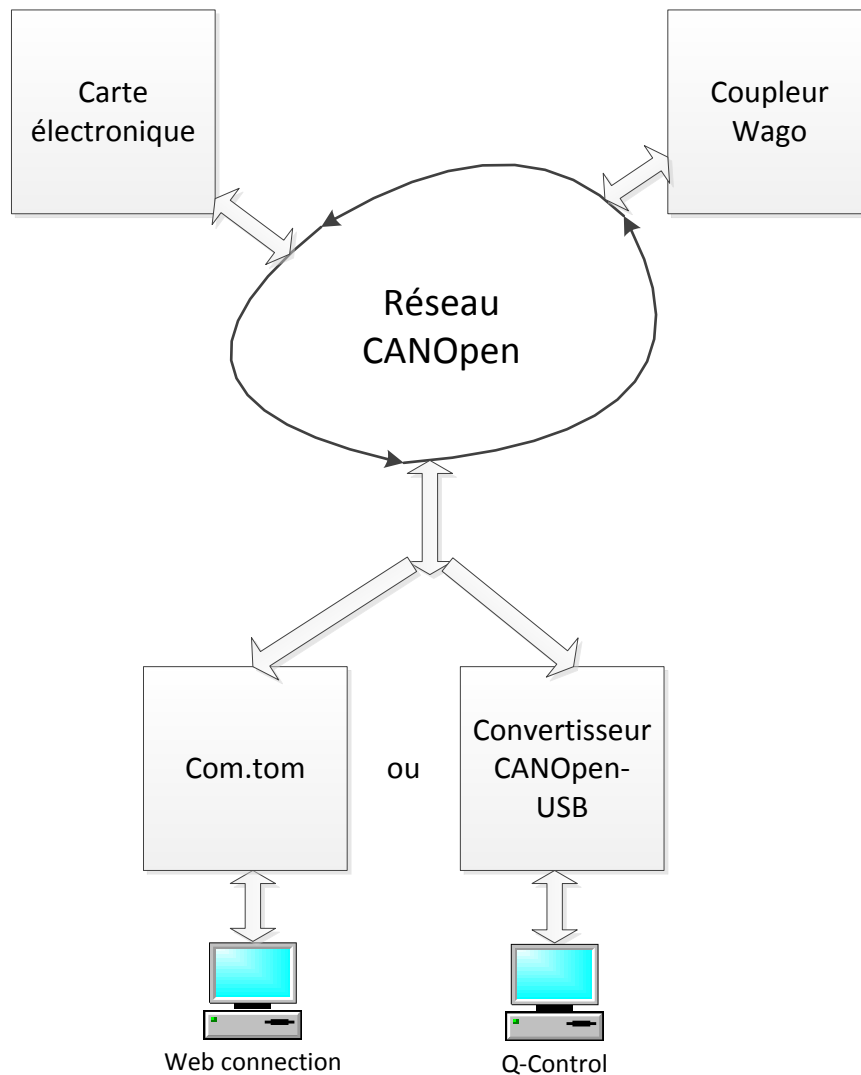 Carte
électronique
Coupleur
Wago
Réseau
CANOpen
Com.tom
ou
Convertisseur
CANOpen-
USB
Web connection
Q-Control